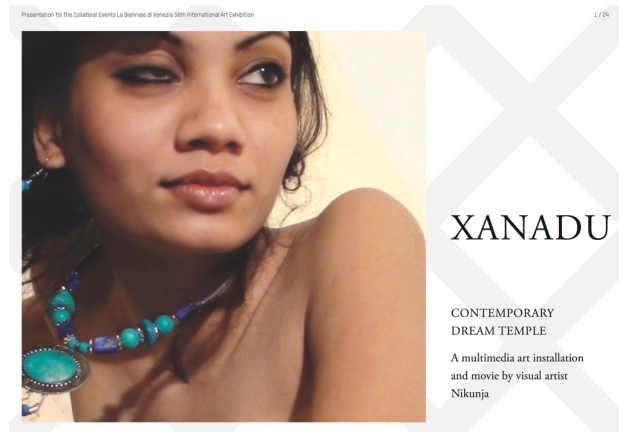 Presentation for the Collateral Events La Biennale di Venezia 56th International Art Exhibition
1 / 24
XANADU
CONTEMPORARY
DREAM TEMPLE
A multimedia art installation
and movie by visual artist
Nikunja